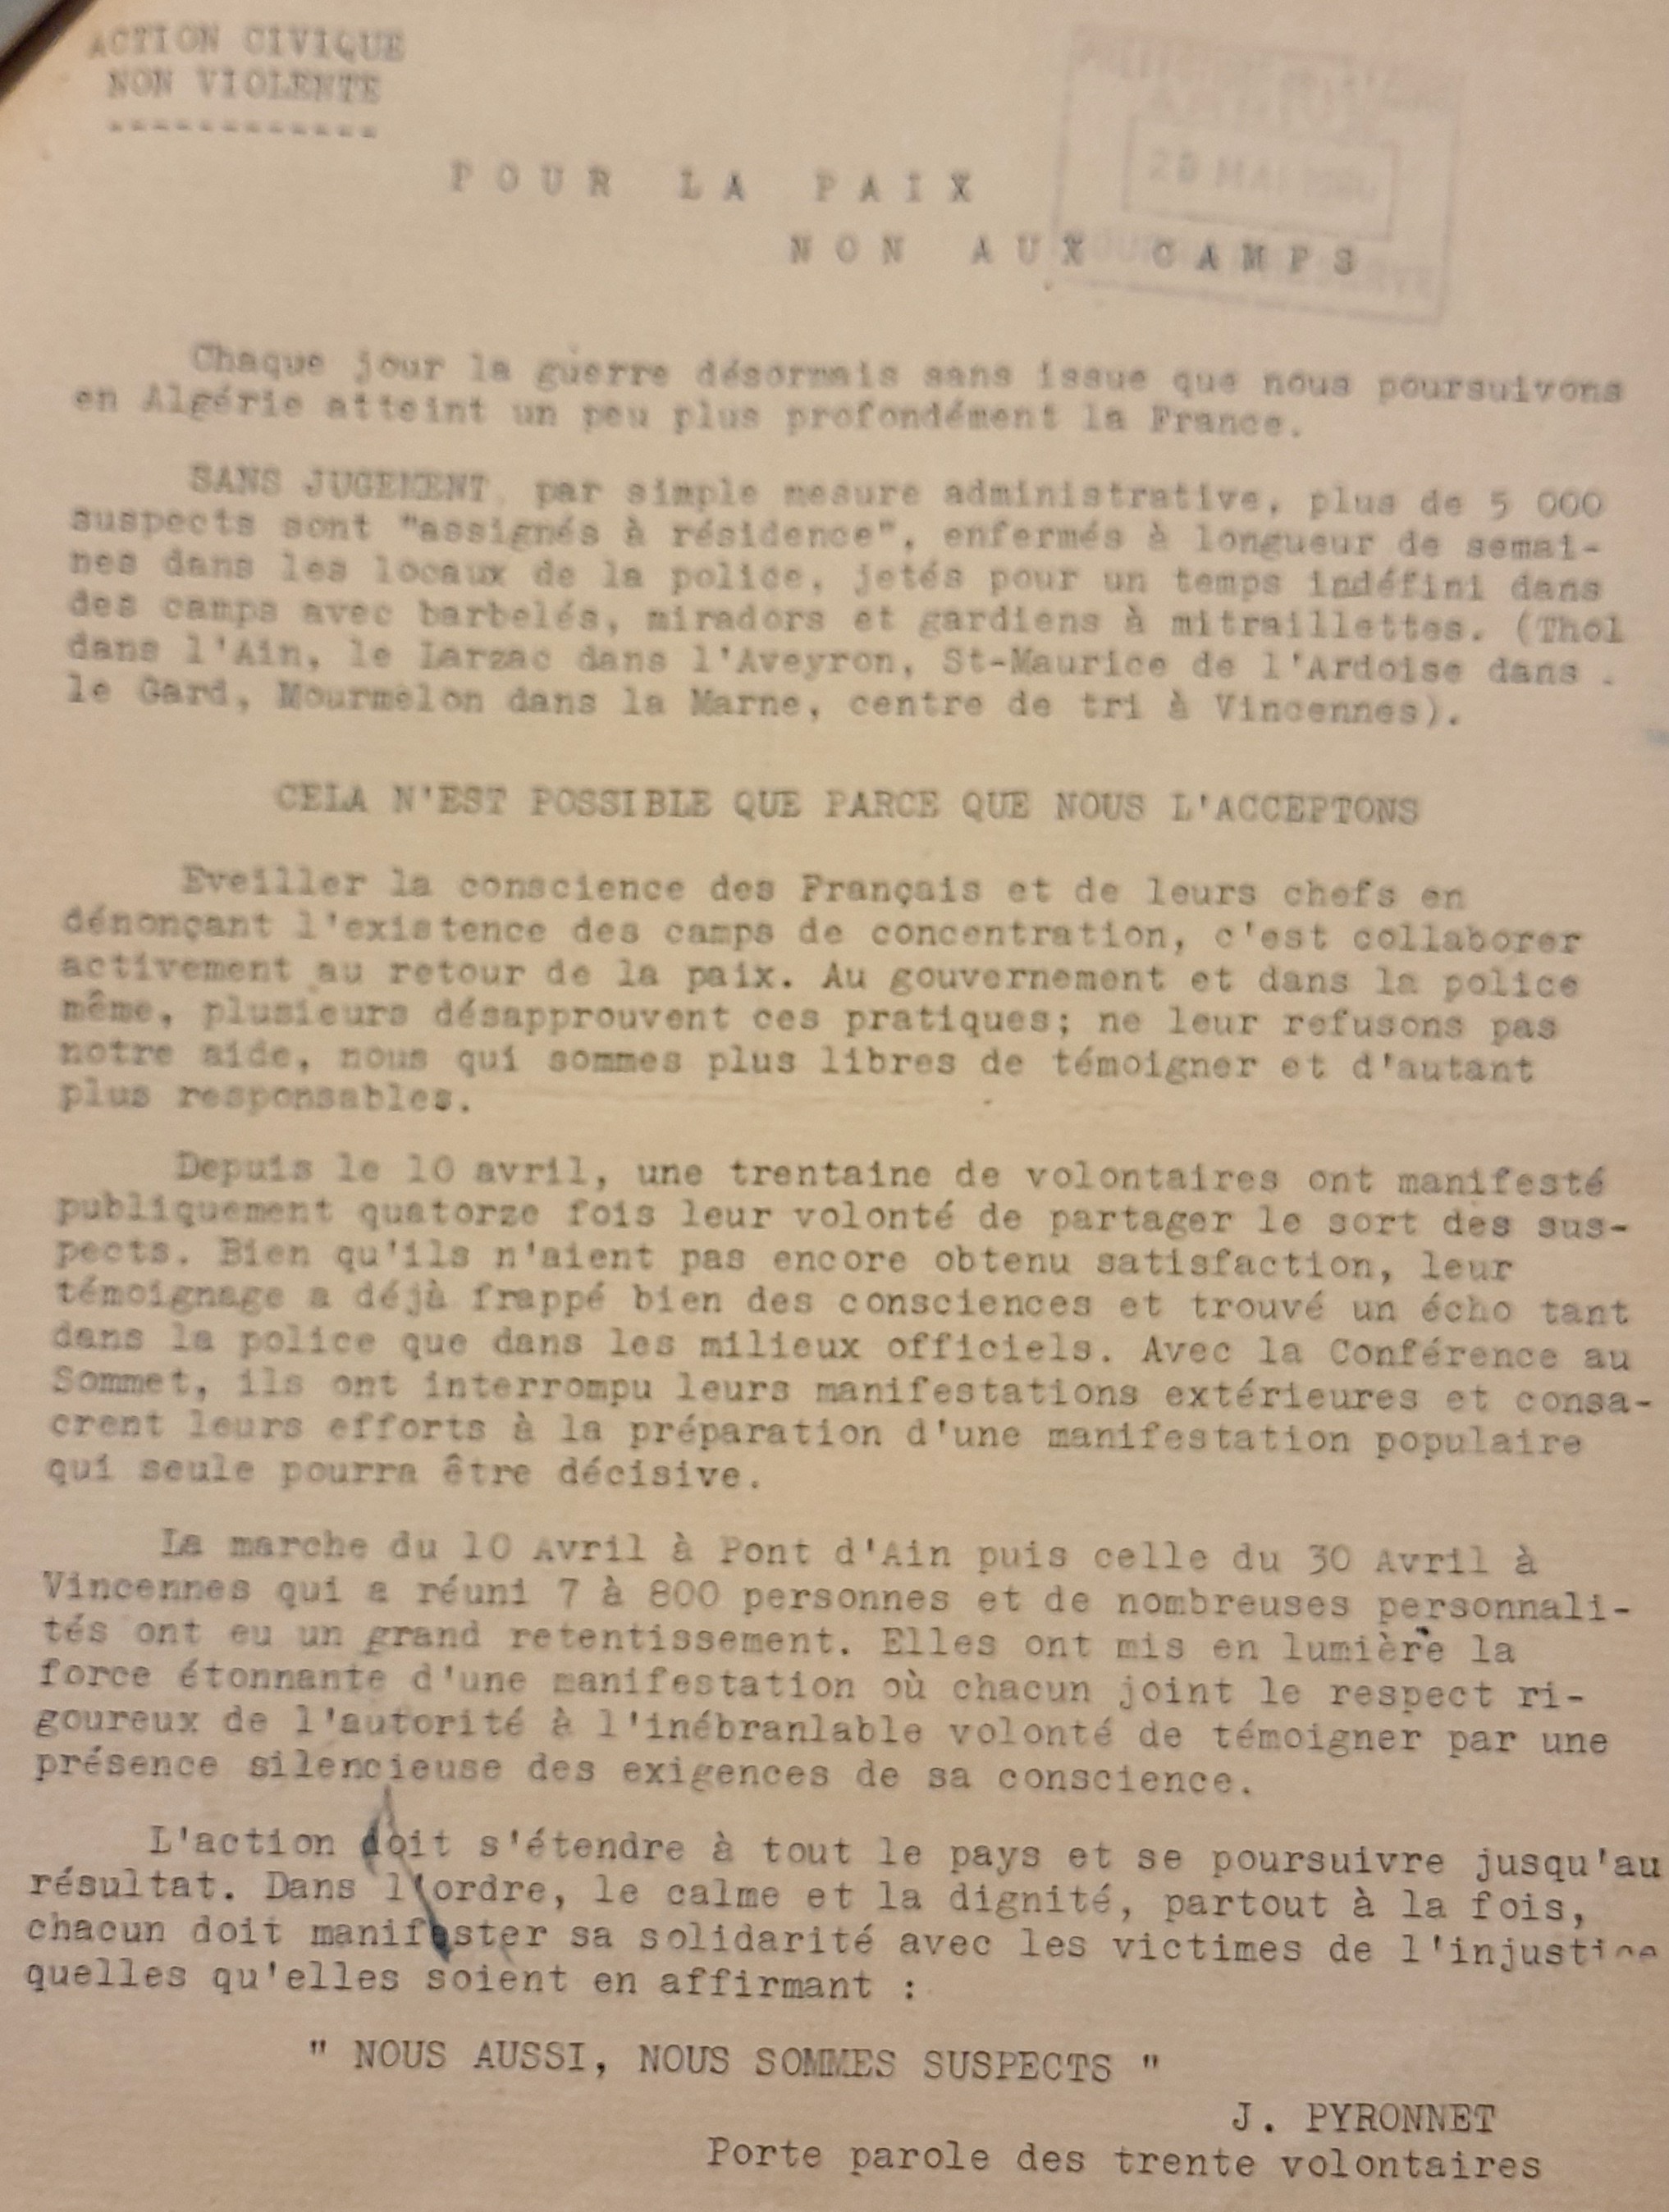 ACTION CIVIQUE
NON VIOLENTE
------------
POUR LA PAIX
NON AUX CAMPS
29 MAI
Chaque jour la guerre désormais sans issue que nous poursuivons
en Algérie atteint un peu plus profondément la France.
SANS JUGEMENT, par simple mesure administrative, plus de 5 000
suspects sont "assignés à résidence", enfermés à longueur de semai-
nes dans les locaux de la police, jetés pour un temps indéfini dans
des camps avec barbelés, miradors et gardiens à mitraillettes. (Thol
dans l'Ain, le Larzac dans l'Aveyron, St-Maurice de l'Ardoise dans .
le Gard, Mourmelon dans la Marne, centre de tri à Vincennes).
CELA N'EST POSSIBLE QUE PARCE QUE NOUS L'ACCEPTONS
Eveiller la conscience des Français et de leurs chefs en
dénonçant l'existence des camps de concentration, c'est collaborer
activement au retour de la paix. Au gouvernement et dans la police
même, plusieurs désapprouvent ces pratiques; ne leur refusons pas
notre aide, nous qui sommes plus libres de témoigner et d'autant
plus responsables.
Depuis le 10 avril, une trentaine de volontaires ont manifesté
publiquement quatorze fois leur volonté de partager le sort des sus-
pects. Bien qu'ils n'aient pas encore obtenu satisfaction, leur
témoignage a déjà frappé bien des consciences et trouvé un écho tant
dans la police que dans les milieux officiels. Avec la Conférence au
Sommet, ils ont interrompu leurs manifestations extérieures et consa-
crent leurs efforts à la préparation d'une manifestation populaire
qui seule pourra être décisive.
La marche du 10 Avril à Pont d'Ain puis celle du 30 Avril à
Vincennes qui a réuni 7 à 800 personnes et de nombreuses personnali-
tés ont eu un grand retentissement. Elles ont mis en lumière la
force étonnante d'une manifestation où chacun joint le respect ri-
goureux de l'autorité à l'inébranlable volonté de témoigner par une
présence silencieuse des exigences de sa conscience.
L'action doit s'étendre à tout le pays et se poursuivre jusqu'au
résultat. Dans l'ordre, le calme et la dignité, partout à la fois,
chacun doit manifester sa solidarité avec les victimes de l'injustice
quelles qu'elles soient en affirmant :
" NOUS AUSSI, NOUS SOMMES SUSPECTS "
J. PYRONNET
Porte parole des trente volontaires